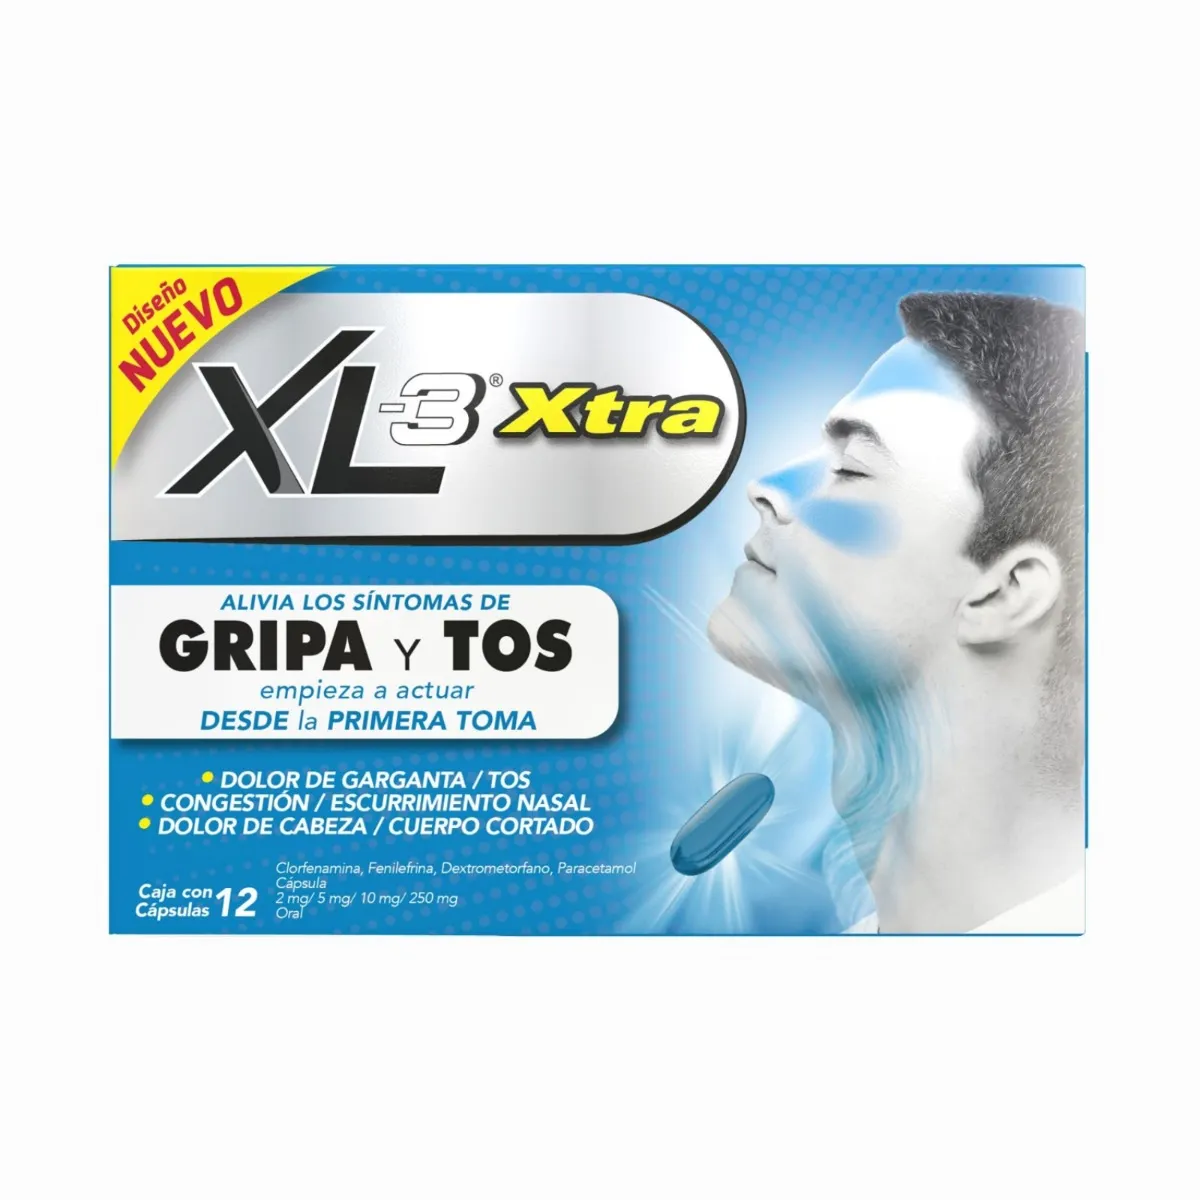 Diseño
NUEVO
XL-3® Xtra
ALIVIA LOS SÍNTOMAS DE
GRIPA Y TOS
empieza a actuar
DESDE la PRIMERA TOMA
• DOLOR DE GARGANTA / TOS
• CONGESTIÓN / ESCURRIMIENTO NASAL
• DOLOR DE CABEZA / CUERPO CORTADO
Caja con 12
Cápsulas
Clorfenamina, Fenilefrina, Dextrometorfano, Paracetamol
Cápsula
2 mg/ 5 mg/ 10 mg/ 250 mg
Oral